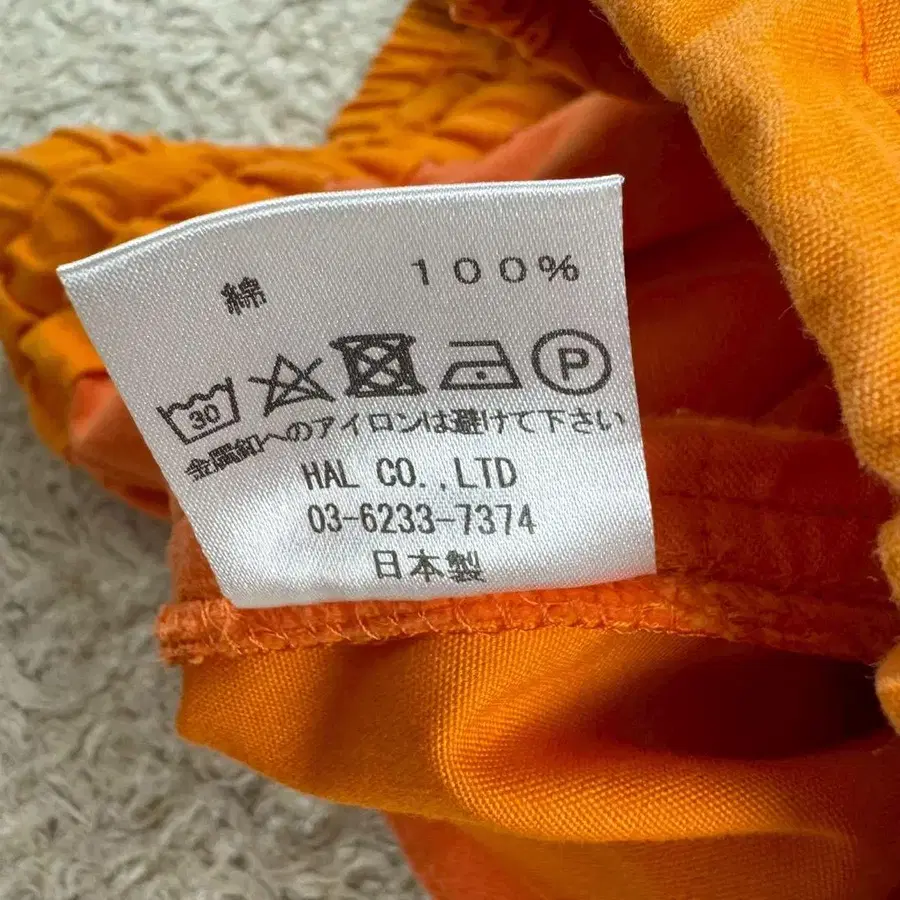 綿 100%
30 P
金属釦へのアイロンは避けて下さい
HAL CO.,LTD
03-6233-7374
日本製